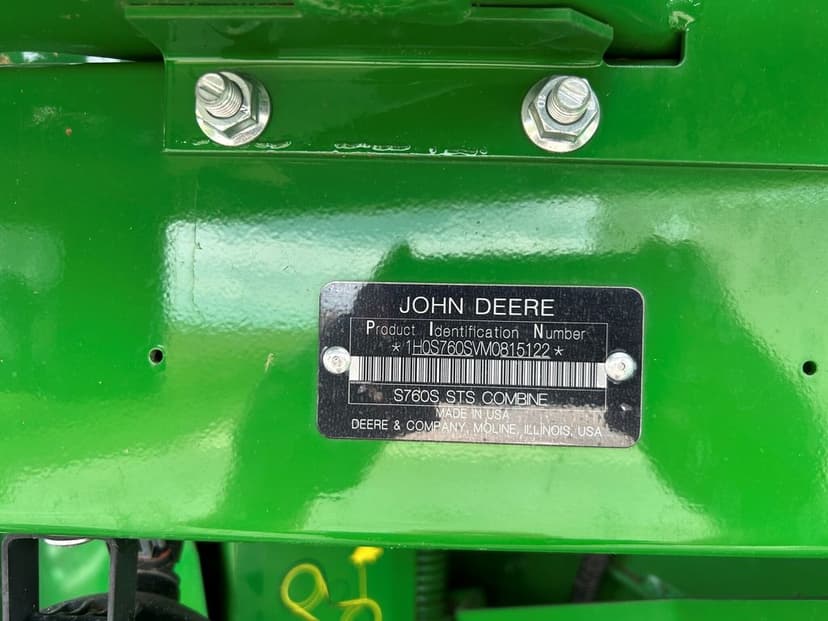 JOHN DEERE
Product Identification Number
*1H0S760SVM0815122*
S760S STS COMBINE
MADE IN USA
DEERE & COMPANY, MOLINE, ILLINOIS, USA